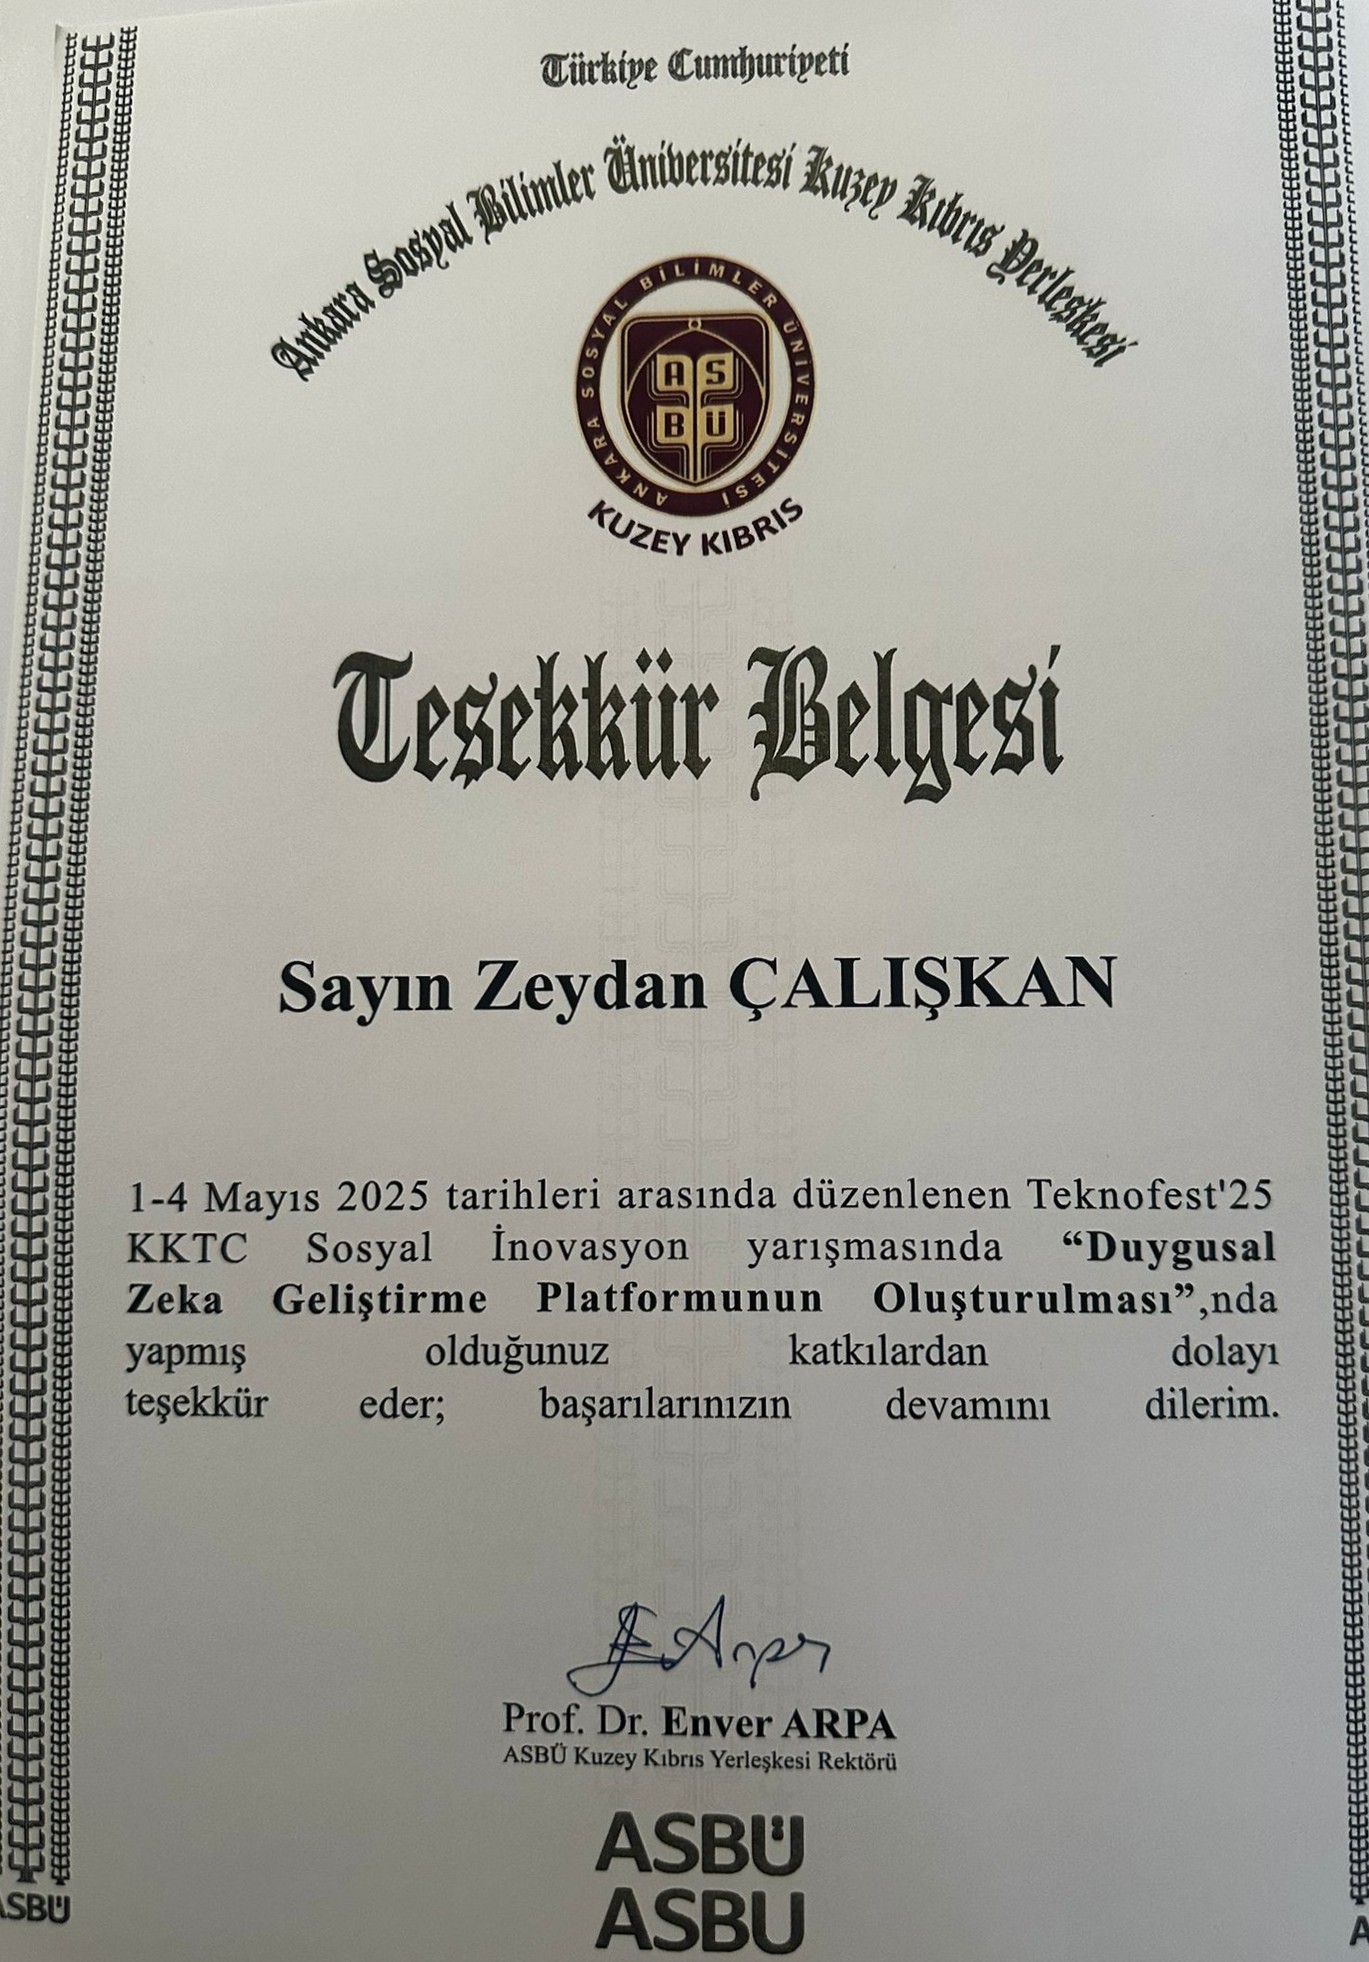 Türkiye Cumhuriyeti
Ankara Sosyal Bilimler Üniversitesi Kuzey Kıbrıs Yerleşkesi
ANKARA SOSYAL BİLİMLER ÜNİVERSİTESİ
AS
BÜ
KUZEY KIBRIS
Teşekkür Belgesi
Sayın Zeydan ÇALIŞKAN
1-4 Mayıs 2025 tarihleri arasında düzenlenen Teknofest'25
KKTC Sosyal İnovasyon yarışmasında “Duygusal
Zeka Geliştirme Platformunun Oluşturulması”,nda
yapmış olduğunuz katkılardan dolayı
teşekkür eder; başarılarınızın devamını dilerim.
Arpa
Prof. Dr. Enver ARPA
ASBÜ Kuzey Kıbrıs Yerleşkesi Rektörü
ASBÜ
ASBU
ASBÜ
A